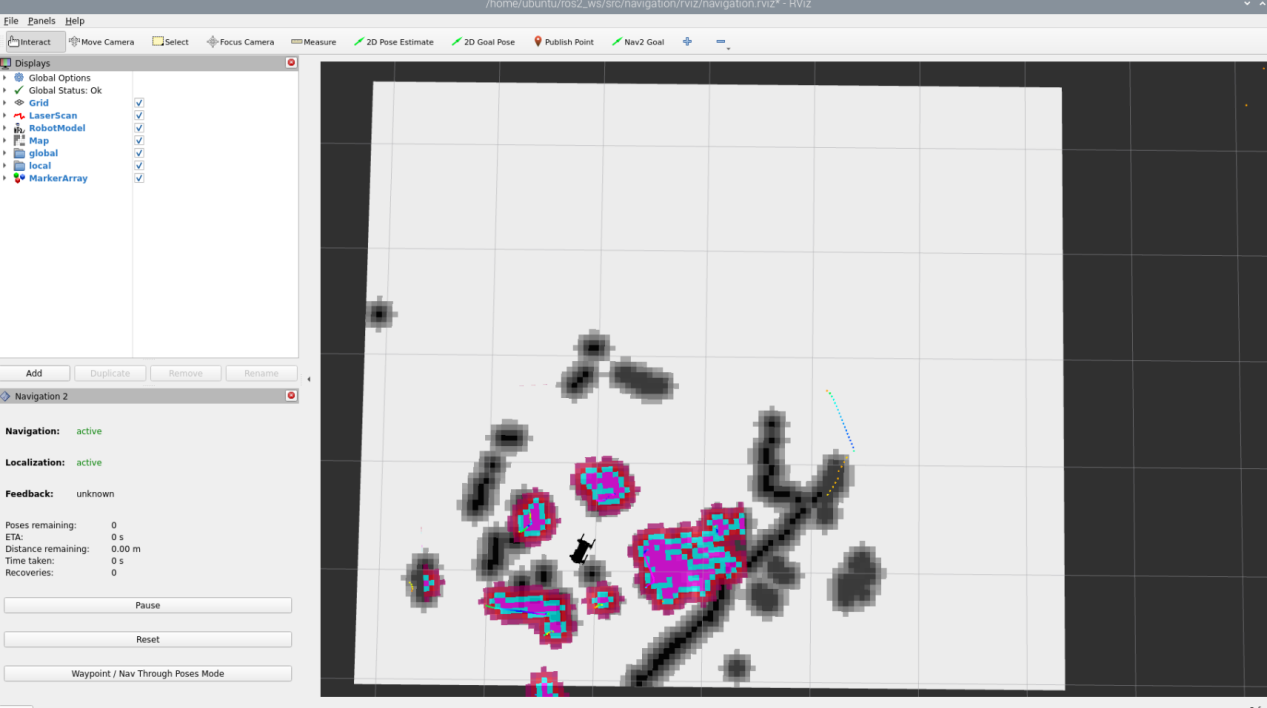 /home/ubuntu/ros2_ws/src/navigation/rviz/navigation.rviz* - RViz
File Panels Help
Interact Move Camera Select Focus Camera Measure 2D Pose Estimate 2D Goal Pose Publish Point Nav2 Goal
Displays
Global Options
Global Status: Ok
Grid
LaserScan
RobotModel
Map
global
local
MarkerArray
Add Duplicate Remove Rename
Navigation 2
Navigation: active
Localization: active
Feedback: unknown
Poses remaining: 0
ETA: 0 s
Distance remaining: 0.00 m
Time taken: 0 s
Recoveries: 0
Pause
Reset
Waypoint / Nav Through Poses Mode